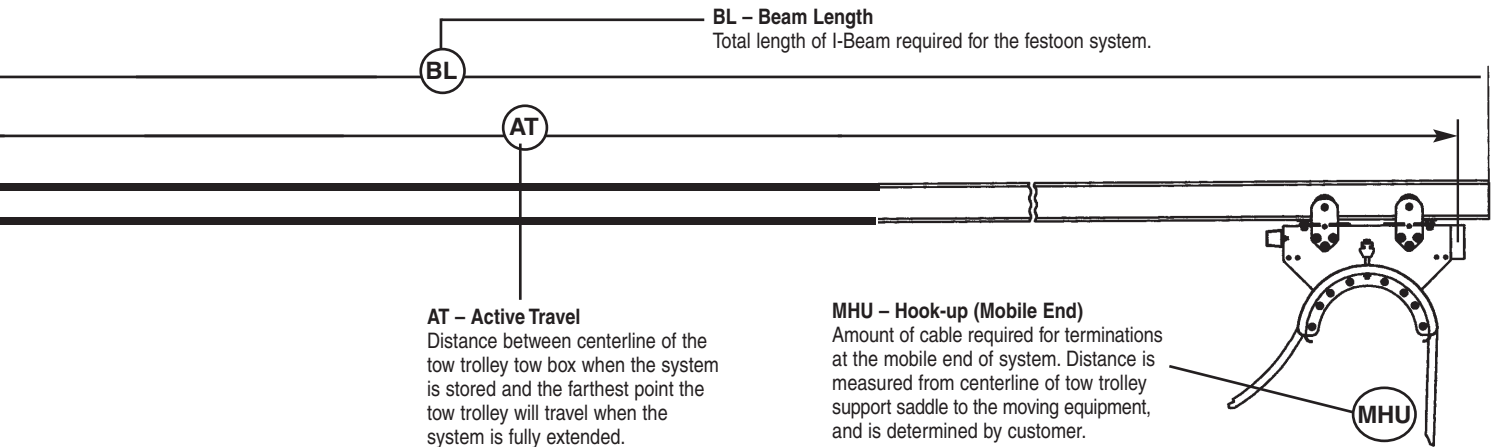 BL – Beam Length
Total length of I-Beam required for the festoon system.
BL
AT
AT – Active Travel
Distance between centerline of the
tow trolley tow box when the system
is stored and the farthest point the
tow trolley will travel when the
system is fully extended.
MHU – Hook-up (Mobile End)
Amount of cable required for terminations
at the mobile end of system. Distance is
measured from centerline of tow trolley
support saddle to the moving equipment,
and is determined by customer.
MHU